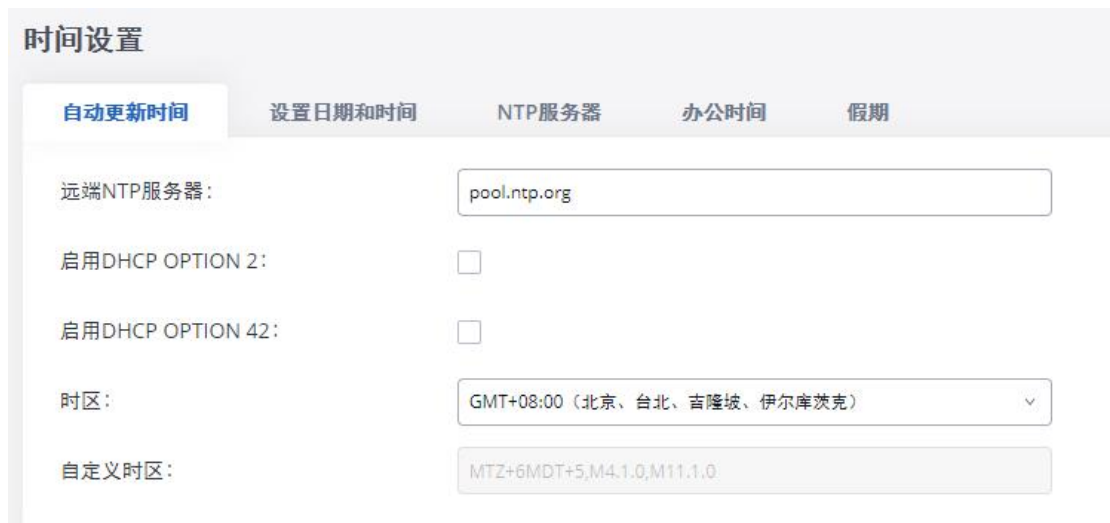 时间设置
自动更新时间 设置日期和时间 NTP服务器 办公时间 假期
远端NTP服务器： pool.ntp.org
启用DHCP OPTION 2：
启用DHCP OPTION 42：
时区： GMT+08:00（北京、台北、吉隆坡、伊尔库茨克）
自定义时区： MTZ+6MDT+5,M4.1.0,M11.1.0